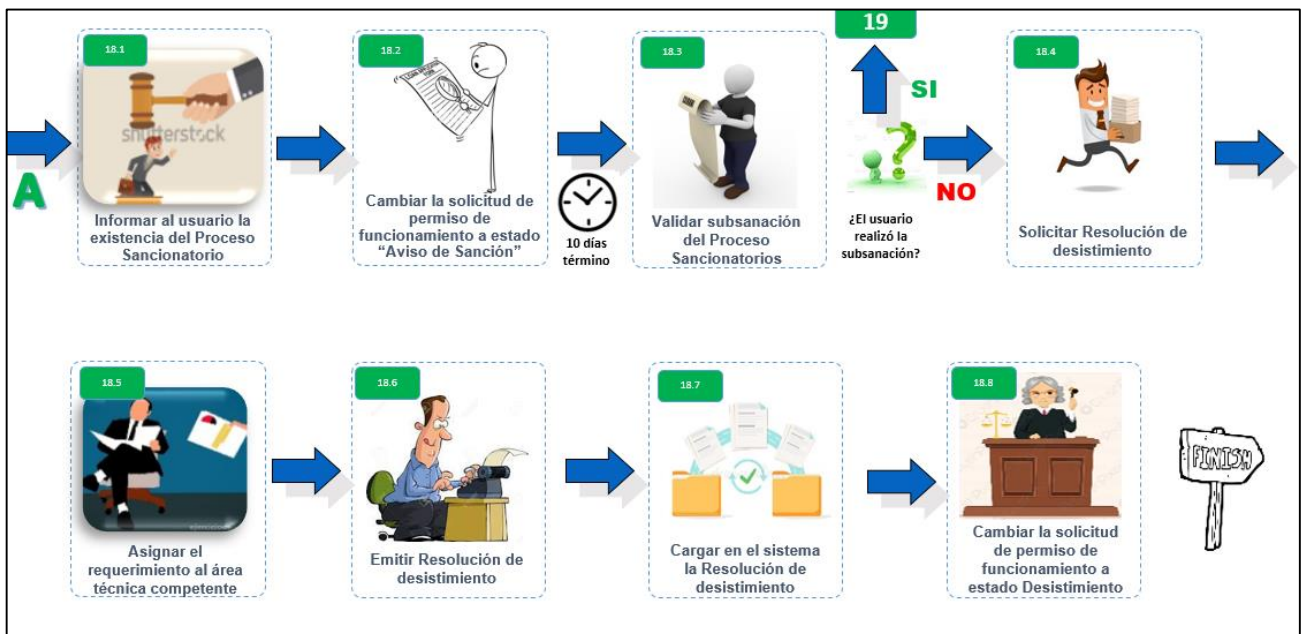 19
18.1
18.2
18.3
18.4
shutterstock
SI
A
NO
Informar al usuario la
existencia del Proceso
Sancionatorio
Cambiar la solicitud de
permiso de
funcionamiento a estado
“Aviso de Sanción”
10 días
término
Validar subsanación
del Proceso
Sancionatorios
¿El usuario
realizó la
subsanación?
Solicitar Resolución de
desistimiento
18.5
18.6
18.7
18.8
FINISH
Asignar el
requerimiento al área
técnica competente
Emitir Resolución de
desistimiento
Cargar en el sistema
la Resolución de
desistimiento
Cambiar la solicitud
de permiso de
funcionamiento a
estado Desistimiento